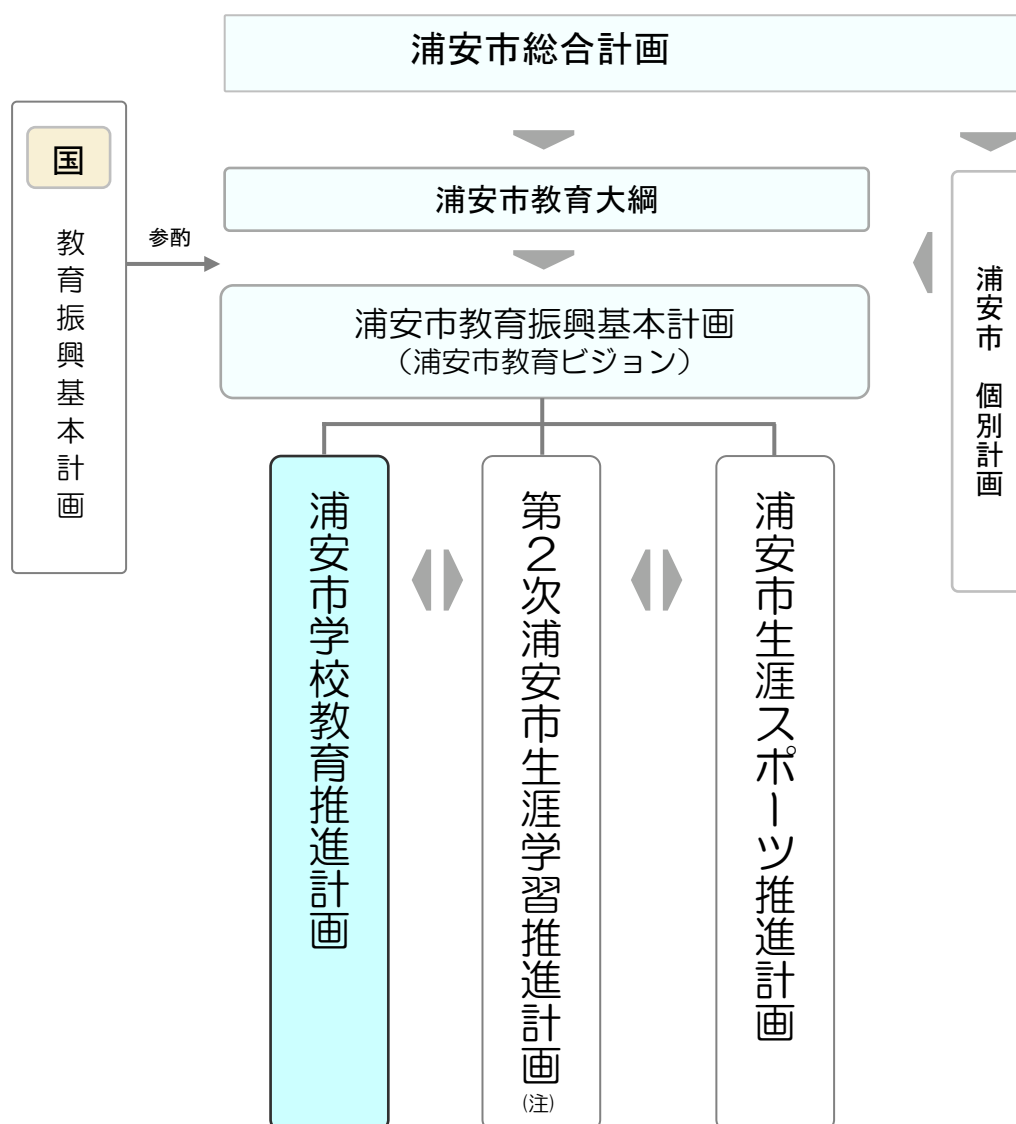 浦安市総合計画
国
教育振興基本計画
参酌
浦安市教育大綱
浦安市教育振興基本計画
（浦安市教育ビジョン）
浦安市　個別計画
浦安市学校教育推進計画
第２次浦安市生涯学習推進計画
(注)
浦安市生涯スポーツ推進計画